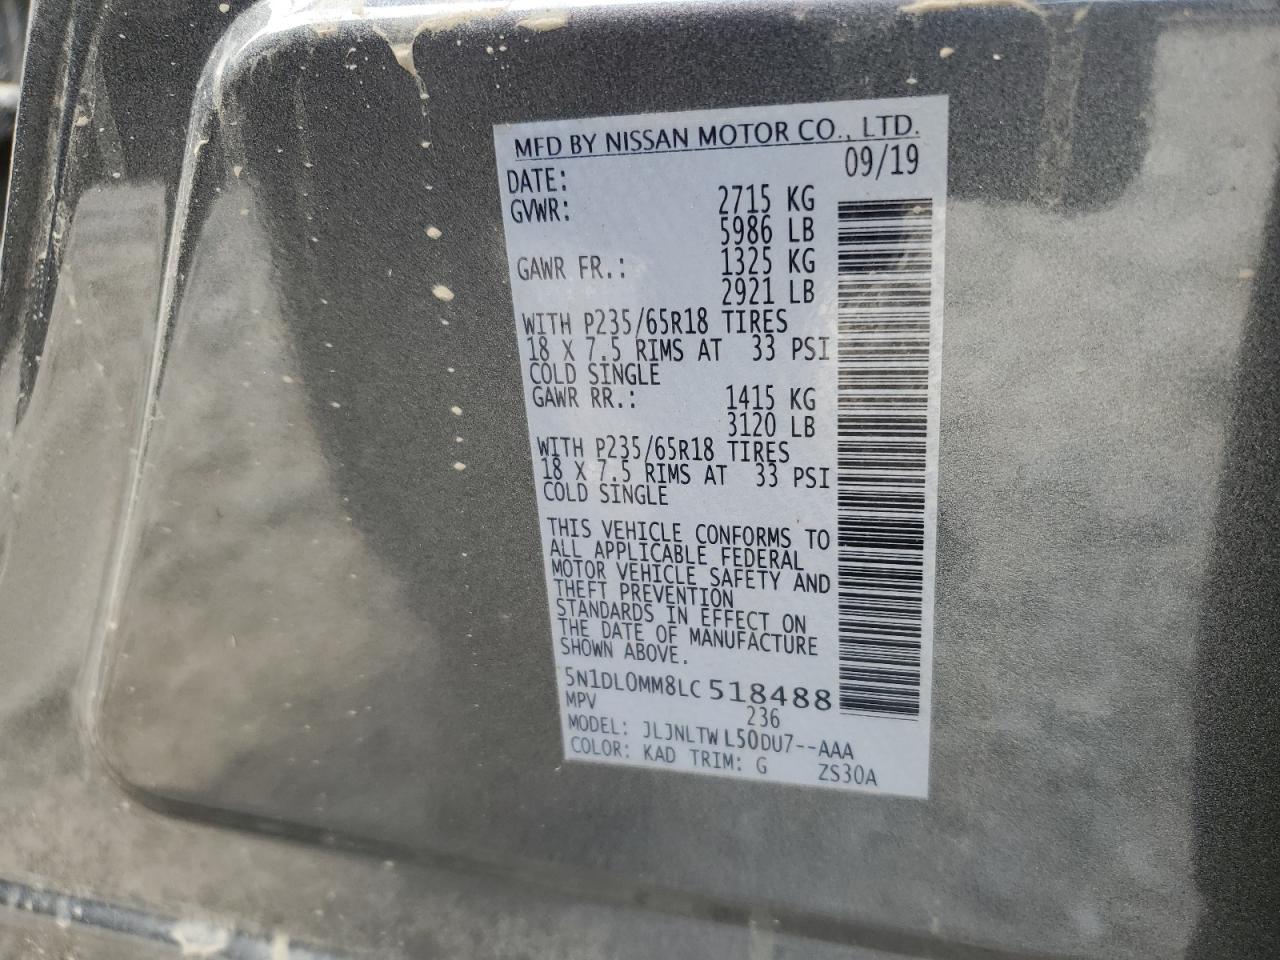 MFD BY NISSAN MOTOR CO., LTD.
DATE: 09/19
GVWR: 2715 KG
5986 LB
GAWR FR.: 1325 KG
2921 LB
WITH P235/65R18 TIRES
18 X 7.5 RIMS AT 33 PSI
COLD SINGLE
GAWR RR.: 1415 KG
3120 LB
WITH P235/65R18 TIRES
18 X 7.5 RIMS AT 33 PSI
COLD SINGLE
THIS VEHICLE CONFORMS TO
ALL APPLICABLE FEDERAL
MOTOR VEHICLE SAFETY AND
THEFT PREVENTION
STANDARDS IN EFFECT ON
THE DATE OF MANUFACTURE
SHOWN ABOVE.
5N1DL0MM8LC518488
MPV 236
MODEL: JLJNLTWL50DU7--AAA
COLOR: KAD TRIM: G ZS30A